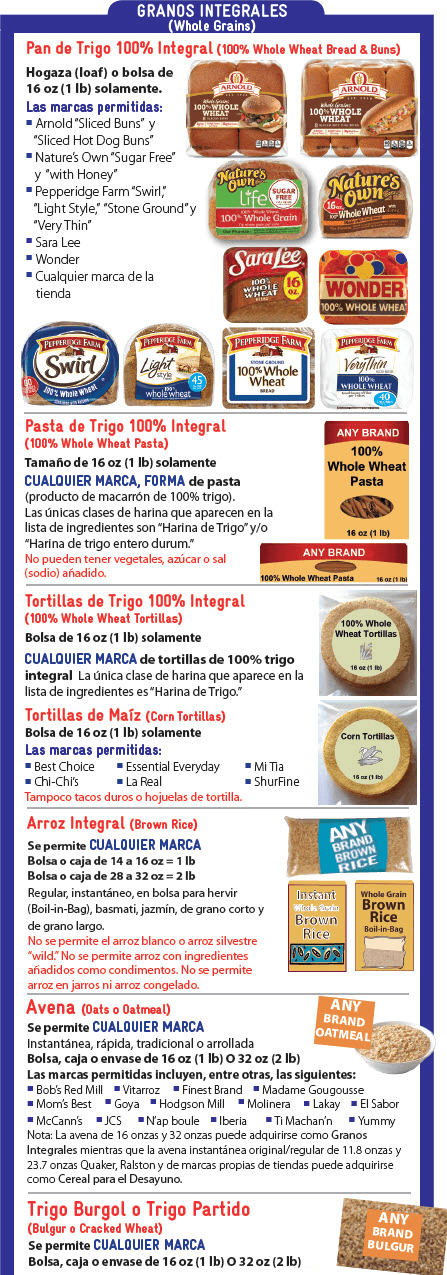 GRANOS INTEGRALES
(Whole Grains)
Pan de Trigo 100% Integral (100% Whole Wheat Bread & Buns)
Hogaza (loaf) o bolsa de
16 oz (1 lb) solamente.
Las marcas permitidas:
Arnold “Sliced Buns” y
“Sliced Hot Dog Buns”
Nature’s Own “Sugar Free”
y “with Honey”
Pepperidge Farm “Swirl,”
“Light Style,” “Stone Ground” y
“Very Thin”
Sara Lee
Wonder
Cualquier marca de la
tienda
ARNOLD
Whole Grains
100% WHOLE
WHEAT
ARNOLD
Whole Grains
100% WHOLE
WHEAT
Nature's
Own
life
SUGAR
FREE
100% Whole Wheat
100% Whole Grain
Nature's
Own
16 oz.
100% Whole Wheat
Sara Lee
100%
WHOLE
WHEAT
16
OZ.
WONDER
100% WHOLE WHEAT
PEPPERIDGE FARM
Swirl
100% Whole Wheat
PEPPERIDGE FARM
Light
style
100%
whole wheat
45
PEPPERIDGE FARM
STONE GROUND
100% Whole
Wheat
BREAD
PEPPERIDGE FARM
Very Thin
100%
WHOLE WHEAT
40
Pasta de Trigo 100% Integral
(100% Whole Wheat Pasta)
Tamaño de 16 oz (1 lb) solamente
CUALQUIER MARCA, FORMA de pasta
(producto de macarrón de 100% trigo).
Las únicas clases de harina que aparecen en la
lista de ingredientes son “Harina de Trigo” y/o
“Harina de trigo entero durum.”
No pueden tener vegetales, azúcar o sal
(sodio) añadido.
ANY BRAND
100%
Whole Wheat
Pasta
16 oz (1 lb)
ANY BRAND
100% Whole Wheat Pasta 16 oz (1 lb)
Tortillas de Trigo 100% Integral
(100% Whole Wheat Tortillas)
Bolsa de 16 oz (1 lb) solamente
CUALQUIER MARCA de tortillas de 100% trigo
integral La única clase de harina que aparece en la
lista de ingredientes es “Harina de Trigo.”
100% Whole
Wheat Tortillas
16 oz (1 lb)
Tortillas de Maíz (Corn Tortillas)
Bolsa de 16 oz (1 lb) solamente
Las marcas permitidas:
Best Choice Essential Everyday Mi Tia
Chi-Chi’s La Real ShurFine
Tampoco tacos duros o hojuelas de tortilla.
Corn Tortillas
16 oz (1 lb)
Arroz Integral (Brown Rice)
Se permite CUALQUIER MARCA
Bolsa o caja de 14 a 16 oz = 1 lb
Bolsa o caja de 28 a 32 oz = 2 lb
Regular, instantáneo, en bolsa para hervir
(Boil-in-Bag), basmati, jazmín, de grano corto y
de grano largo.
No se permite el arroz blanco o arroz silvestre
“wild.” No se permite arroz con ingredientes
añadidos como condimentos. No se permite
arroz en jarros ni arroz congelado.
ANY
BRAND
BROWN
RICE
Instant
Whole Grain
Brown
Rice
Whole Grain
Brown
Rice
Boil-in-Bag
Avena (Oats o Oatmeal)
Se permite CUALQUIER MARCA
Instantánea, rápida, tradicional o arrollada
Bolsa, caja o envase de 16 oz (1 lb) O 32 oz (2 lb)
Las marcas permitidas incluyen, entre otras, las siguientes:
Bob’s Red Mill Vitarroz Finest Brand Madame Gougousse
Mom’s Best Goya Hodgson Mill Molinera Lakay El Sabor
McCann’s JCS N’ap boule Iberia Ti Machan’n Yummy
Nota: La avena de 16 onzas y 32 onzas puede adquirirse como Granos
Integrales mientras que la avena instantánea original/regular de 11.8 onzas y
23.7 onzas Quaker, Ralston y de marcas propias de tiendas puede adquirirse
como Cereal para el Desayuno.
ANY
BRAND
OATMEAL
Trigo Burgol o Trigo Partido
(Bulgur o Cracked Wheat)
Se permite CUALQUIER MARCA
Bolsa, caja o envase de 16 oz (1 lb) O 32 oz (2 lb)
ANY
BRAND
BULGUR